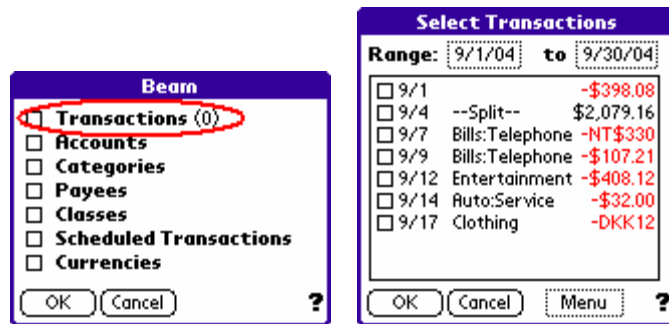 Beam
Transactions (0)
Accounts
Categories
Payees
Classes
Scheduled Transactions
Currencies
OK Cancel ?
Select Transactions
Range: 9/1/04 to 9/30/04
9/1 -$398.08
9/4 --Split-- $2,079.16
9/7 Bills:Telephone -NT$330
9/9 Bills:Telephone -$107.21
9/12 Entertainment -$408.12
9/14 Auto:Service -$32.00
9/17 Clothing -DKK12
OK Cancel Menu ?